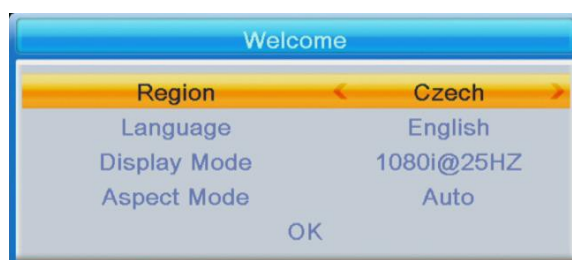 Welcome
Region < Czech >
Language English
Display Mode 1080i@25HZ
Aspect Mode Auto
OK